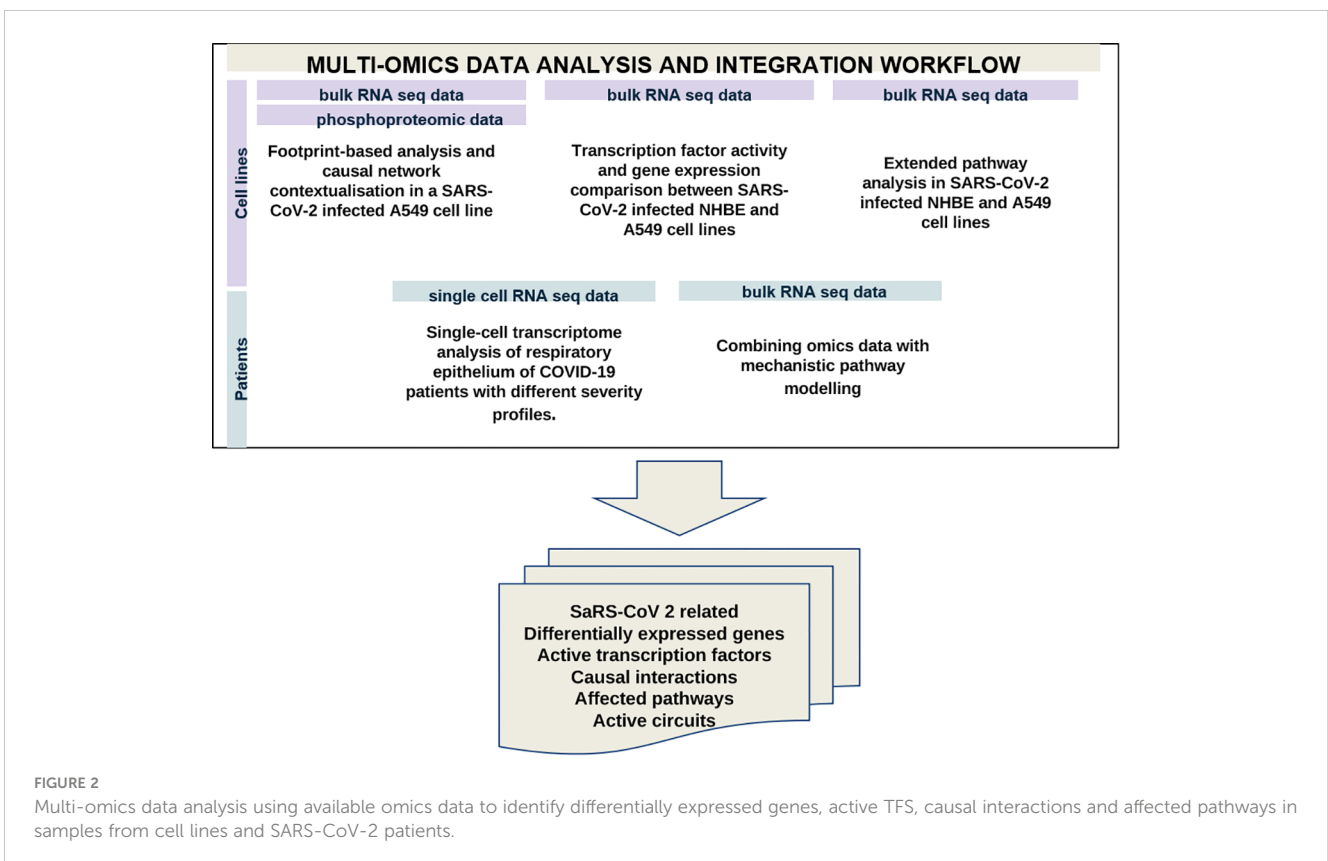 MULTI-OMICS DATA ANALYSIS AND INTEGRATION WORKFLOW
Cell lines
bulk RNA seq data
phosphoproteomic data
Footprint-based analysis and
causal network
contextualisation in a SARS-
CoV-2 infected A549 cell line
bulk RNA seq data
Transcription factor activity
and gene expression
comparison between SARS-
CoV-2 infected NHBE and
A549 cell lines
bulk RNA seq data
Extended pathway
analysis in SARS-CoV-2
infected NHBE and A549
cell lines
Patients
single cell RNA seq data
Single-cell transcriptome
analysis of respiratory
epithelium of COVID-19
patients with different severity
profiles.
bulk RNA seq data
Combining omics data with
mechanistic pathway
modelling
SaRS-CoV 2 related
Differentially expressed genes
Active transcription factors
Causal interactions
Affected pathways
Active circuits
FIGURE 2
Multi-omics data analysis using available omics data to identify differentially expressed genes, active TFS, causal interactions and affected pathways in
samples from cell lines and SARS-CoV-2 patients.